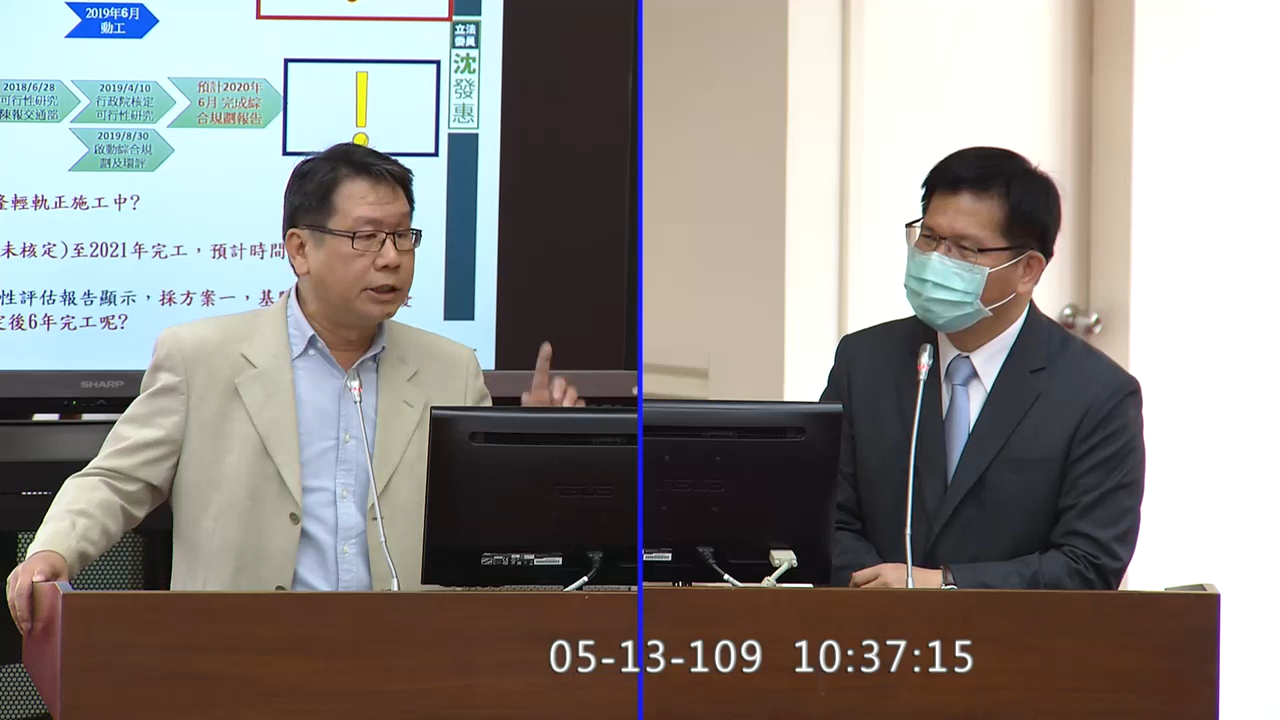 2019年6月
動工
立法
委員
沈
發
惠
2018/6/28
可行性研究
陳報交通部
2019/4/10
行政院核定
可行性研究
預計2020年
6月完成綜
合規劃報告
2019/8/30
啟動綜合規
劃及環評
輕軌正施工中?
未核定)至2021年完工，預計時間
性評估報告顯示，採方案一，基
後6年完工呢?
SHARP
ASUS
ASUS
05-13-109 10:37:15